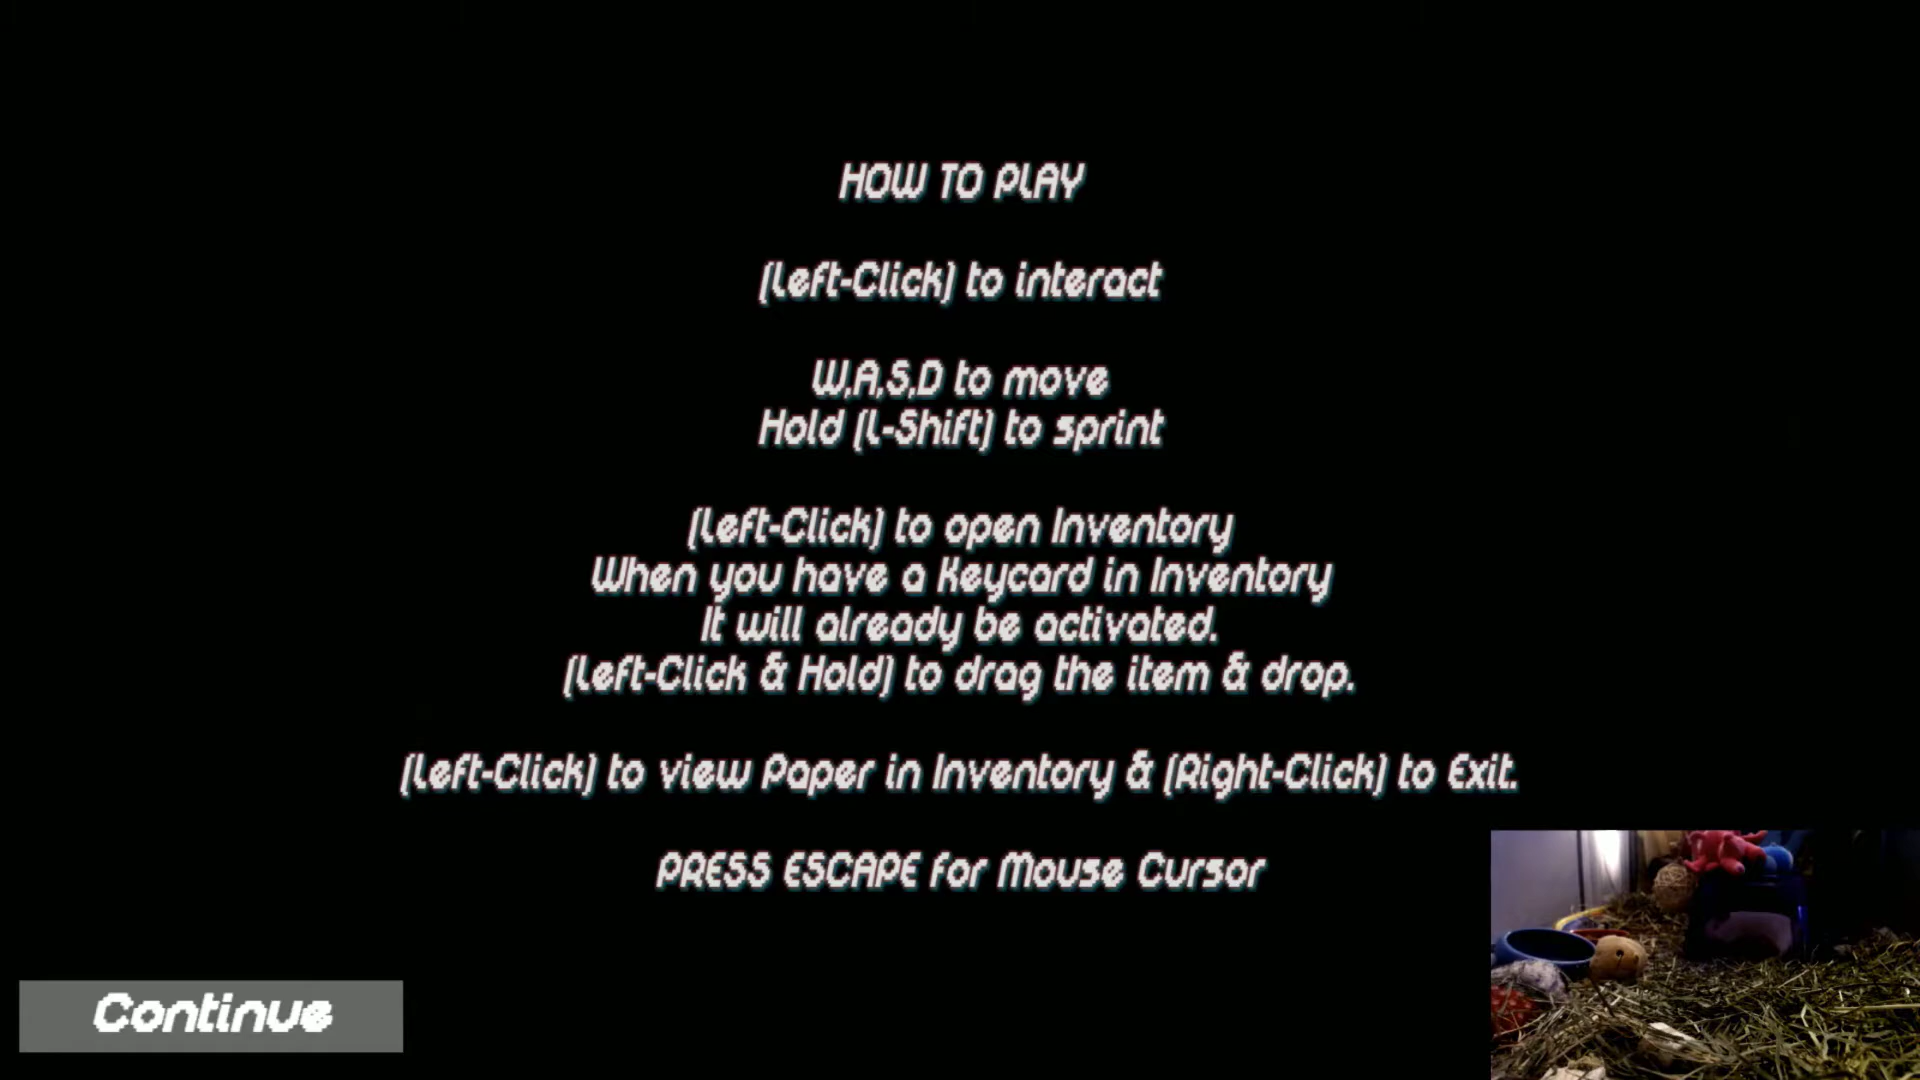 HOW TO PLAY
(Left-Click) to interact
W,A,S,D to move
Hold (L-Shift) to sprint
(Left-Click) to open Inventory
When you have a Keycard in Inventory
It will already be activated.
(Left-Click & Hold) to drag the item & drop.
(Left-Click) to view Paper in Inventory & (Right-Click) to Exit.
PRESS ESCAPE for Mouse Cursor
Continue